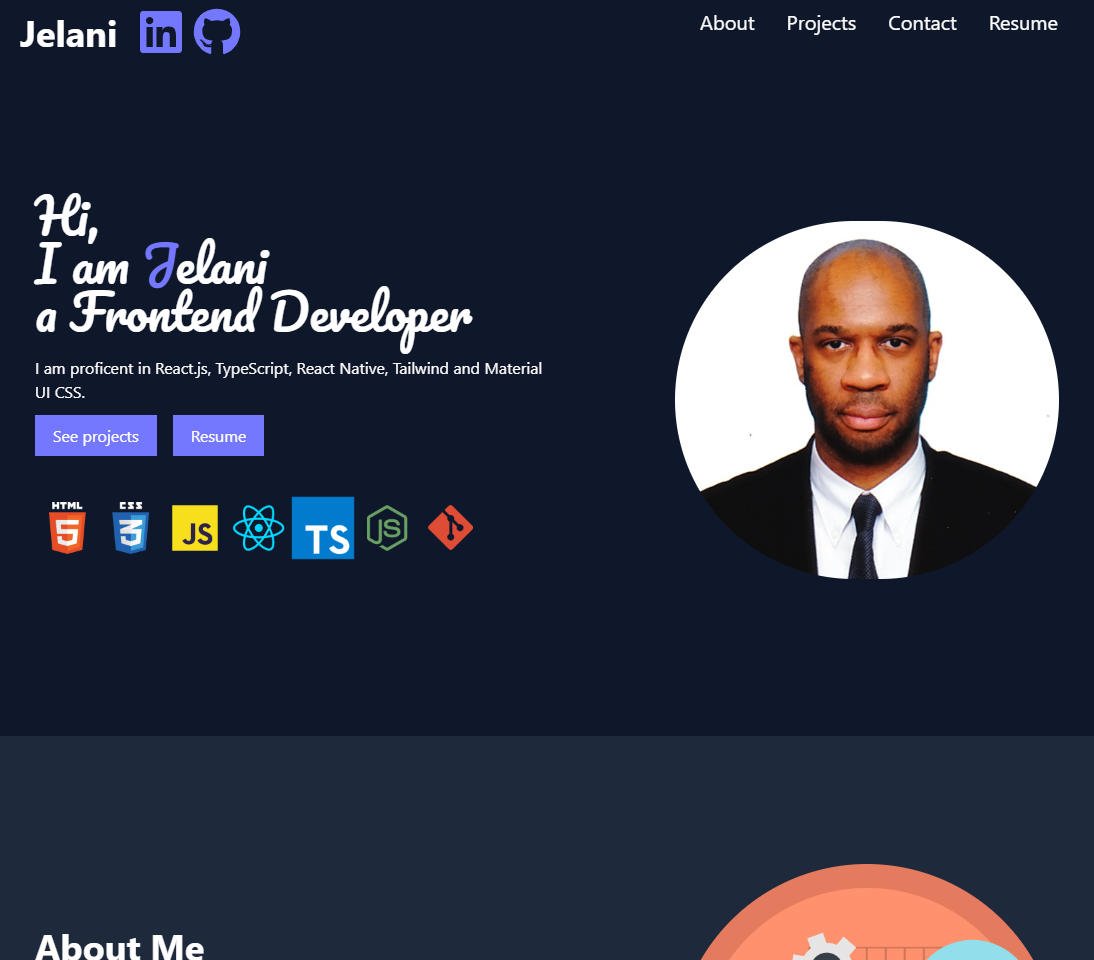 Jelani in
About Projects Contact Resume
Hi,
I am Jelani
a Frontend Developer
I am proficent in React.js, TypeScript, React Native, Tailwind and Material
UI CSS.
See projects Resume
HTML 5 CSS 3 JS TS JS
About Me